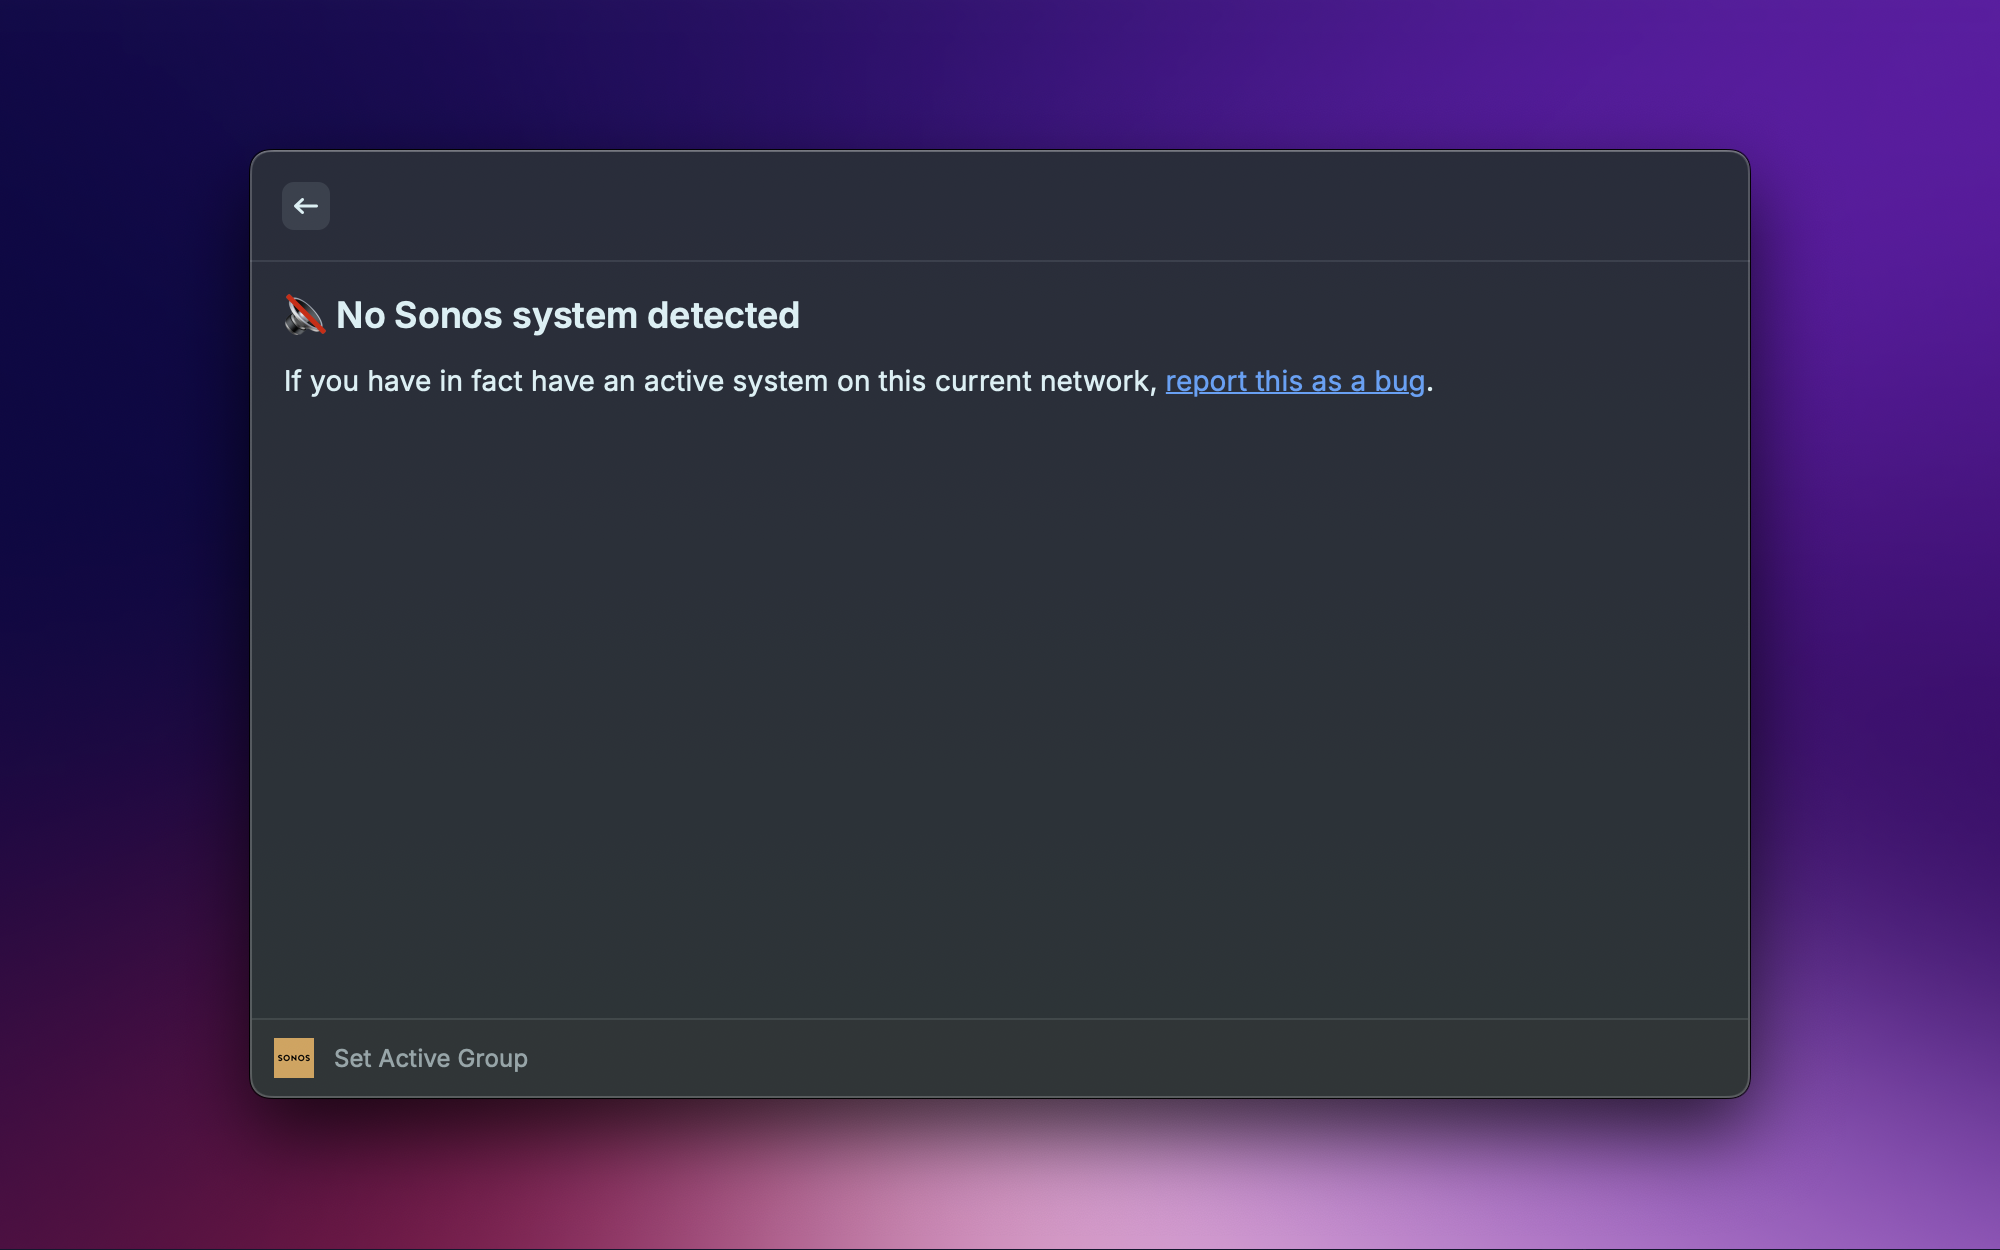 No Sonos system detected
If you have in fact have an active system on this current network, report this as a bug.
SONOS Set Active Group